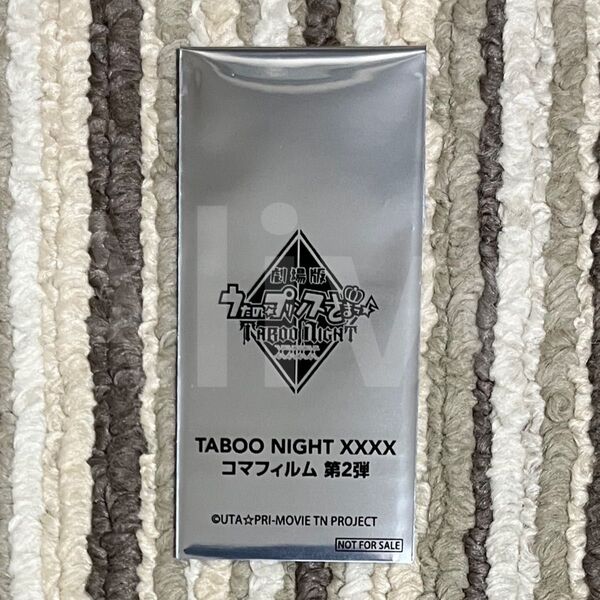 劇場版
うたの☆プリンスさまっ♪
TABOO NIGHT
XXXX
TABOO NIGHT XXXX
コマフィルム 第2弾
©UTA☆PRI-MOVIE TN PROJECT
NOT FOR SALE
liv